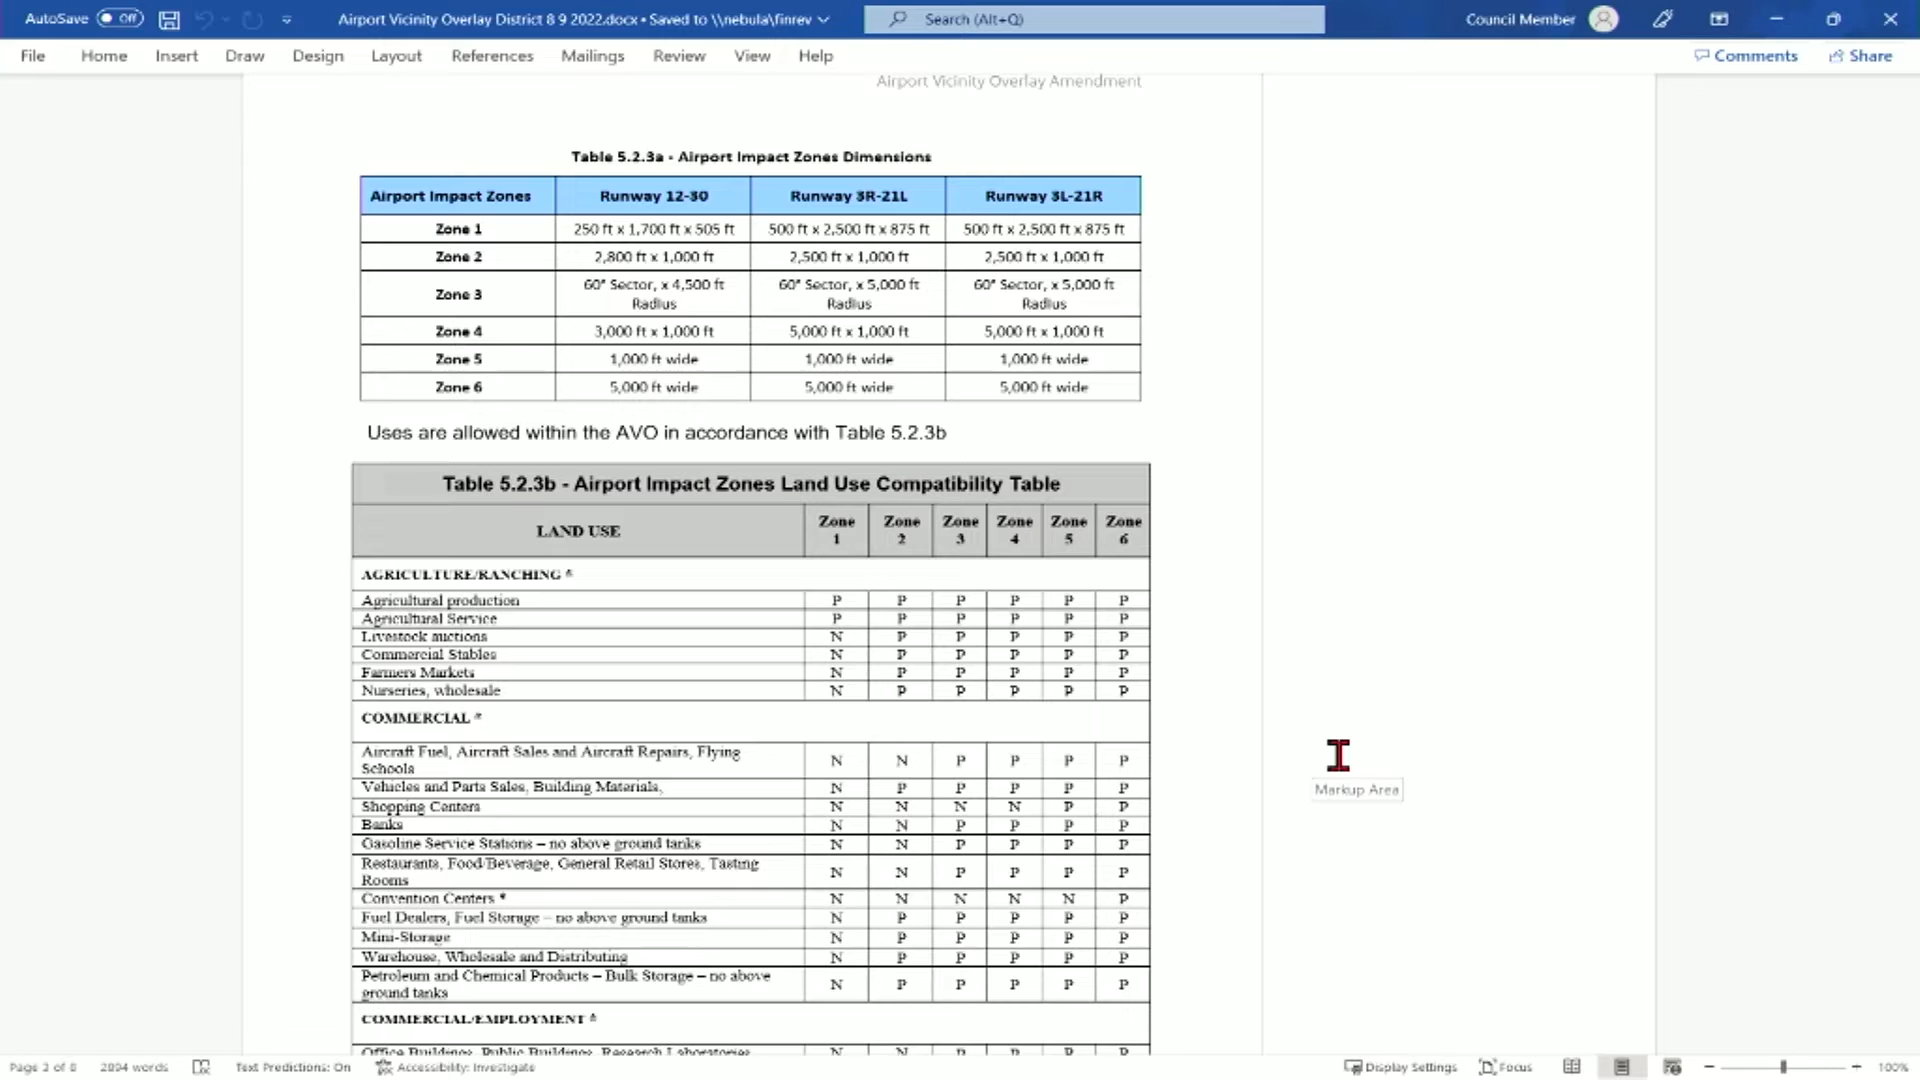 AutoSave Off Airport Vicinity Overlay District 8 9 2022.docx • Saved to \\nebula\finrev Search (Alt+Q) Council Member
File Home Insert Draw Design Layout References Mailings Review View Help Comments Share
Airport Vicinity Overlay Amendment
Table 5.2.3a - Airport Impact Zones Dimensions
Airport Impact Zones Runway 12-30 Runway 3R-21L Runway 3L-21R
Zone 1 250 ft x 1,700 ft x 505 ft 500 ft x 2,500 ft x 875 ft 500 ft x 2,500 ft x 875 ft
Zone 2 2,800 ft x 1,000 ft 2,500 ft x 1,000 ft 2,500 ft x 1,000 ft
Zone 3 60° Sector, x 4,500 ft Radius 60° Sector, x 5,000 ft Radius 60° Sector, x 5,000 ft Radius
Zone 4 3,000 ft x 1,000 ft 5,000 ft x 1,000 ft 5,000 ft x 1,000 ft
Zone 5 1,000 ft wide 1,000 ft wide 1,000 ft wide
Zone 6 5,000 ft wide 5,000 ft wide 5,000 ft wide
Uses are allowed within the AVO in accordance with Table 5.2.3b
Table 5.2.3b - Airport Impact Zones Land Use Compatibility Table
LAND USE Zone 1 Zone 2 Zone 3 Zone 4 Zone 5 Zone 6
AGRICULTURE/RANCHING *
Agricultural production P P P P P P
Agricultural Service P P P P P P
Livestock auctions N P P P P P
Commercial Stables N P P P P P
Farmers Markets N P P P P P
Nurseries, wholesale N P P P P P
COMMERCIAL *
Aircraft Fuel, Aircraft Sales and Aircraft Repairs, Flying
Schools N N P P P P
Vehicles and Parts Sales, Building Materials, N P P P P P
Shopping Centers N N N N P P
Banks N N P P P P
Gasoline Service Stations – no above ground tanks N N P P P P
Restaurants, Food/Beverage, General Retail Stores, Tasting
Rooms N N P P P P
Convention Centers * N N N N N P
Fuel Dealers, Fuel Storage – no above ground tanks N P P P P P
Mini-Storage N P P P P P
Warehouse, Wholesale and Distributing N P P P P P
Petroleum and Chemical Products – Bulk Storage – no above
ground tanks N P P P P P
COMMERCIAL/EMPLOYMENT *
Office Buildings, Public Buildings, Research Laboratories N N P P P P
Markup Area
Page 3 of 8 2894 words Text Predictions: On Accessibility: Investigate Display Settings Focus 100%